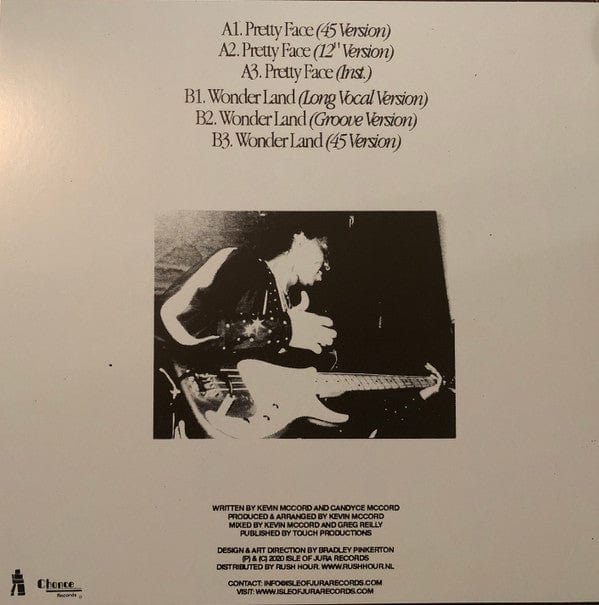 A1. Pretty Face (45 Version)
A2. Pretty Face (12" Version)
A3. Pretty Face (Inst.)
B1. Wonder Land (Long Vocal Version)
B2. Wonder Land (Groove Version)
B3. Wonder Land (45 Version)
WRITTEN BY KEVIN MCCORD AND CANDYCE MCCORD
PRODUCED & ARRANGED BY KEVIN MCCORD
MIXED BY KEVIN MCCORD AND GREG REILLY
PUBLISHED BY TOUCH PRODUCTIONS
DESIGN & ART DIRECTION BY BRADLEY PINKERTON
(P) & (C) 2020 ISLE OF JURA RECORDS
DISTRIBUTED BY RUSH HOUR. WWW.RUSHHOUR.NL
CONTACT: INFO@ISLEOFJURARECORDS.COM
VISIT: WWW.ISLEOFJURARECORDS.COM
Chance
Records